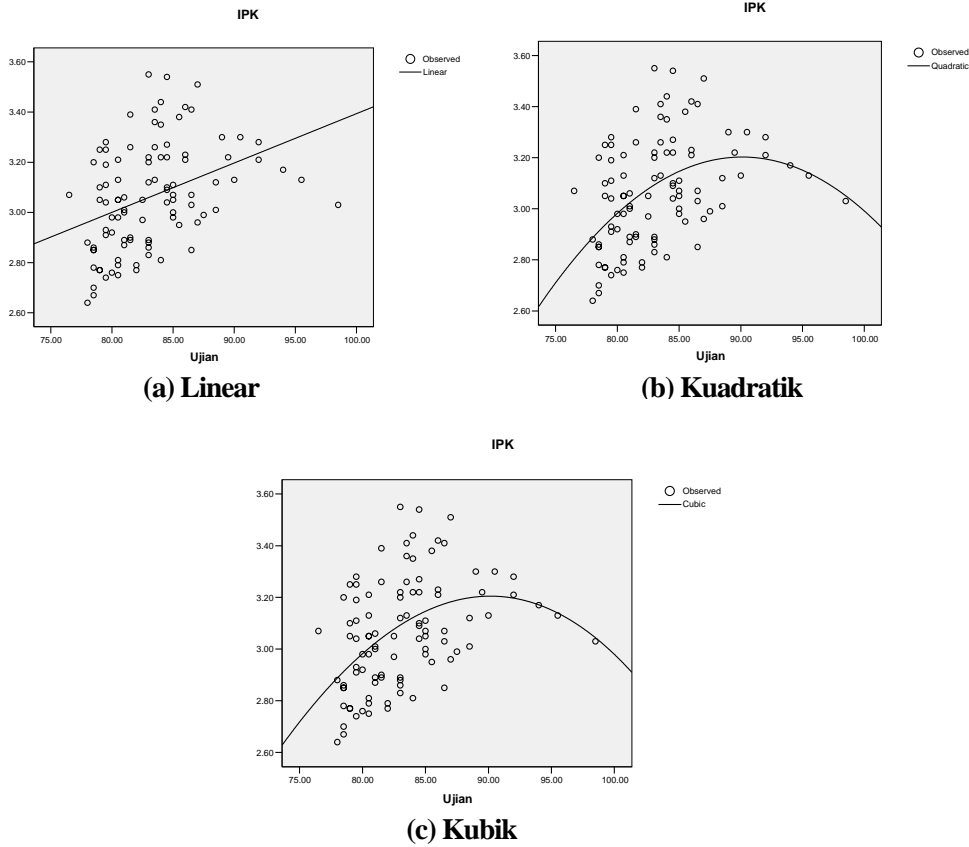 IPK
3.60
3.40
3.20
3.00
2.80
2.60
75.00 80.00 85.00 90.00 95.00 100.00
Ujian
Observed
Linear
(a) Linear
IPK
3.60
3.40
3.20
3.00
2.80
2.60
75.00 80.00 85.00 90.00 95.00 100.00
Ujian
Observed
Quadratic
(b) Kuadratik
IPK
3.60
3.40
3.20
3.00
2.80
2.60
75.00 80.00 85.00 90.00 95.00 100.00
Ujian
Observed
Cubic
(c) Kubik